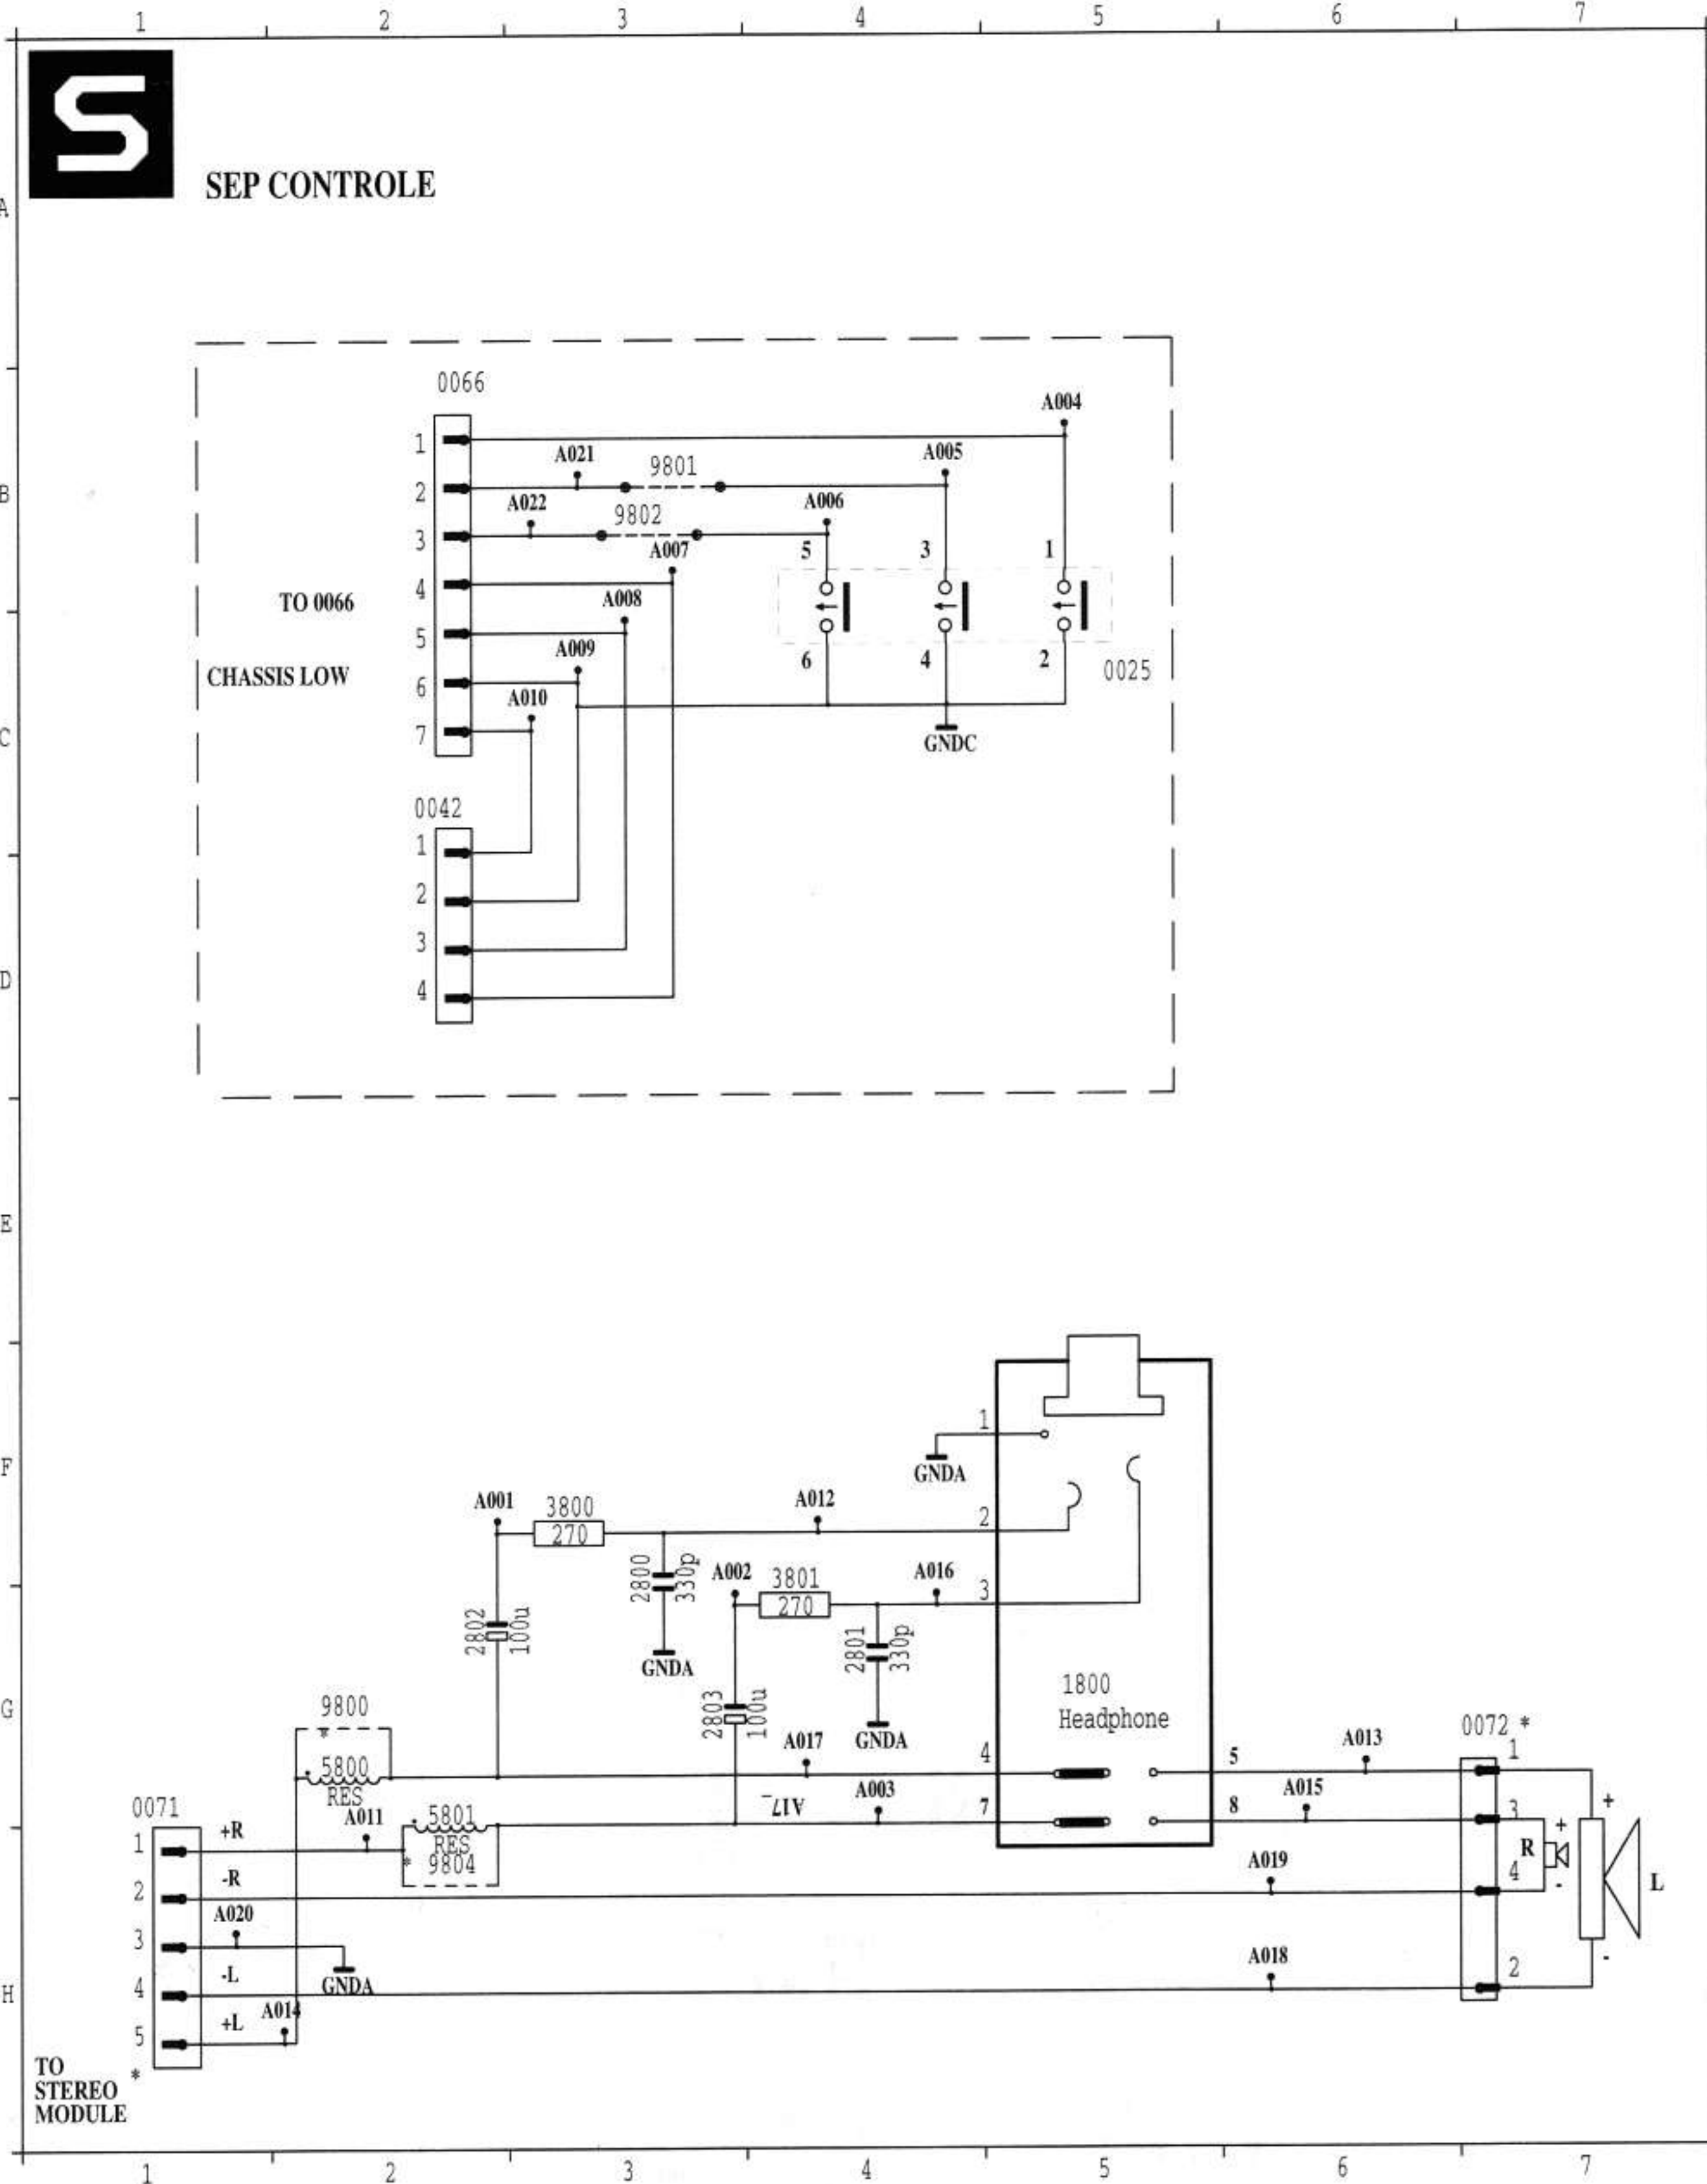 1 2 3 4 5 6 7
S
SEP CONTROLE
A
B
C
D
E
F
G
H
0066
1
2
3
4
5
6
7
A004
A021
9801
A005
A022
9802
A006
A007
A008
A009
A010
5 3 1
6 4 2
0025
GNDC
TO 0066
CHASSIS LOW
0042
1
2
3
4
1
GNDA
A001
3800
270
A012
2
2800
330p
GNDA
A002
3801
270
A016
3
2802
100u
2801
330p
GNDA
2803
100u
1800
Headphone
9800
*
5800
RES
A017
4
5
A013
0072 *
1
A17_
A003
7
8
A015
3
0071
1
+R
A011
5801
RES
* 9804
2
-R
A019
4
R
+
-
+
L
-
3
A020
GNDA
4
-L
A018
2
5
+L
A014
*
TO
STEREO
MODULE
1 2 3 4 5 6 7